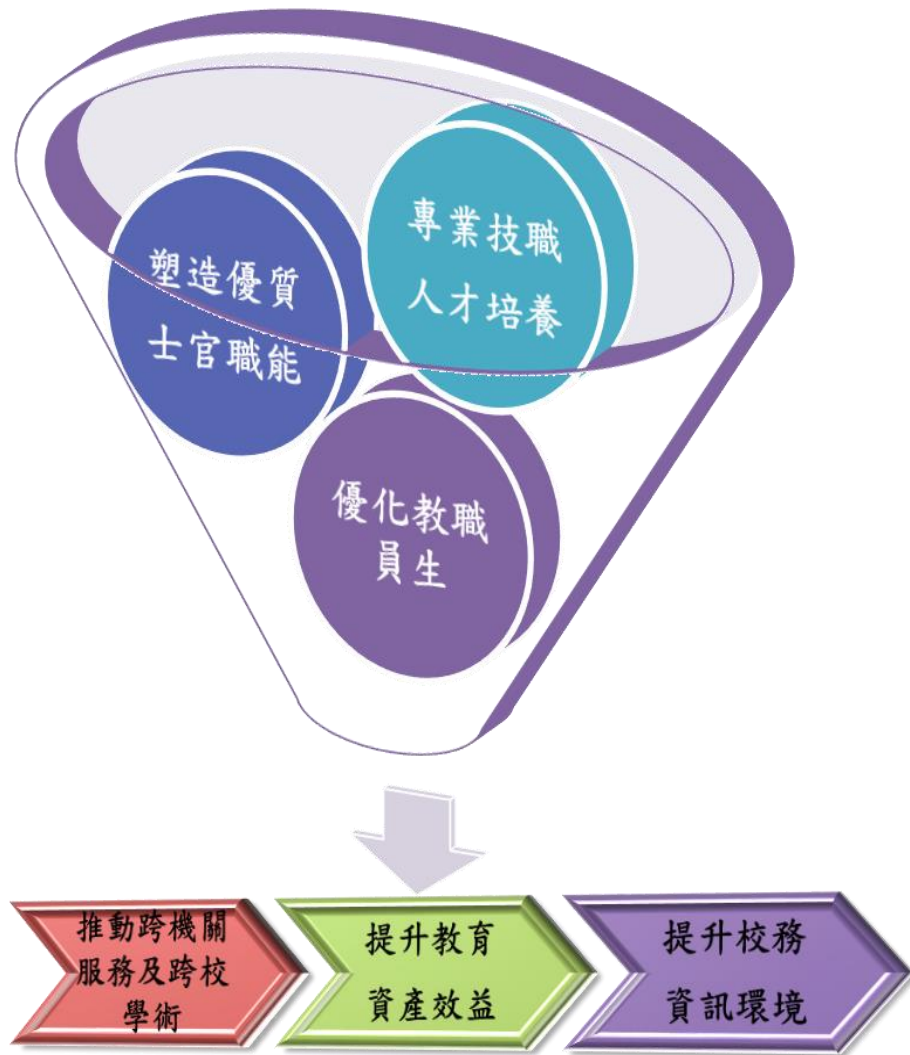 塑造優質
士官職能
專業技職
人才培養
優化教職
員生
推動跨機關
服務及跨校
學術
提升教育
資產效益
提升校務
資訊環境